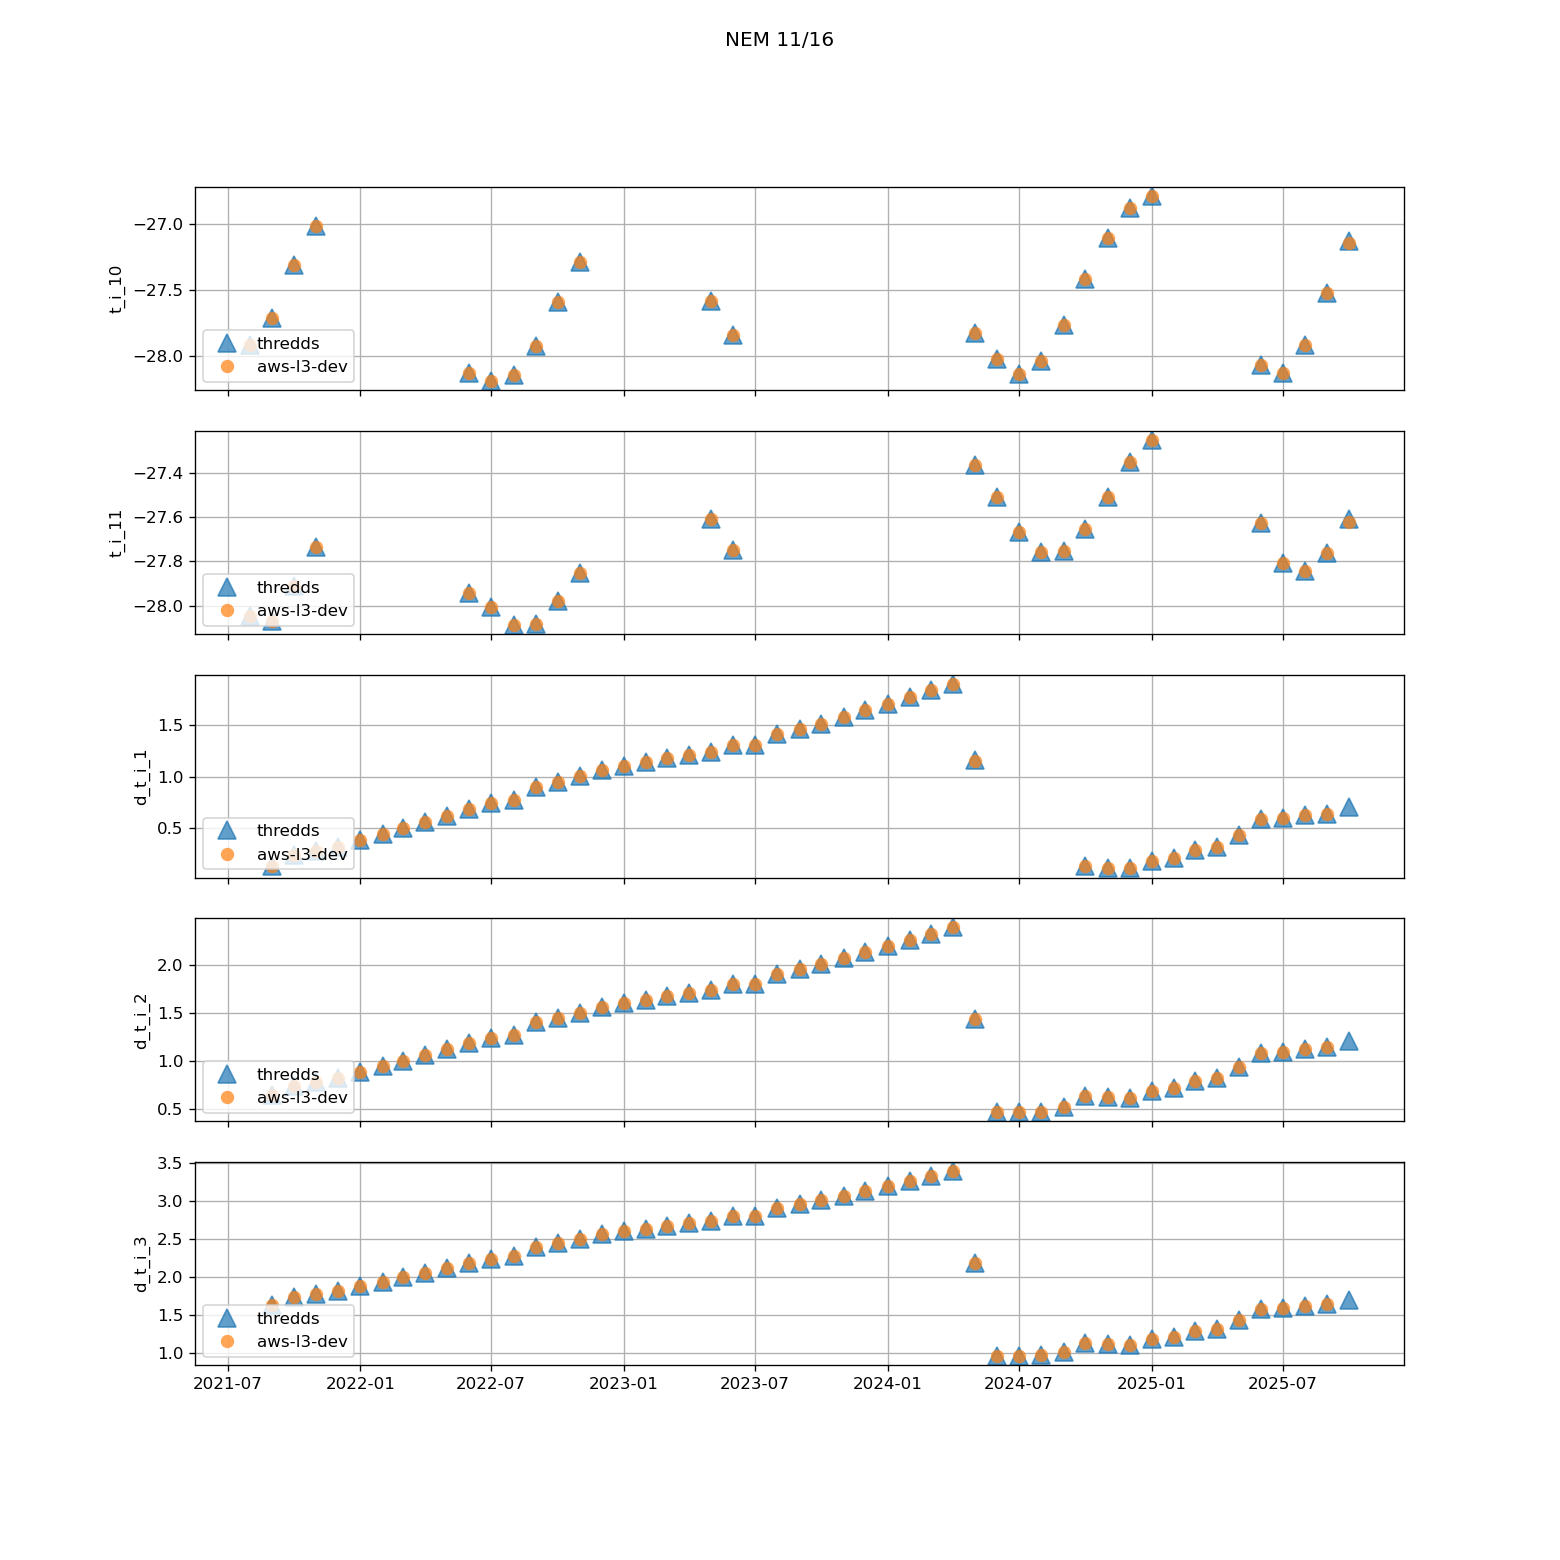 NEM 11/16
−27.0
−27.5
−28.0
t_i_10
thredds
aws-l3-dev
−27.4
−27.6
−27.8
−28.0
t_i_11
thredds
aws-l3-dev
1.5
1.0
0.5
d_t_i_1
thredds
aws-l3-dev
2.0
1.5
1.0
0.5
d_t_i_2
thredds
aws-l3-dev
3.5
3.0
2.5
2.0
1.5
1.0
d_t_i_3
thredds
aws-l3-dev
2021-07 2022-01 2022-07 2023-01 2023-07 2024-01 2024-07 2025-01 2025-07